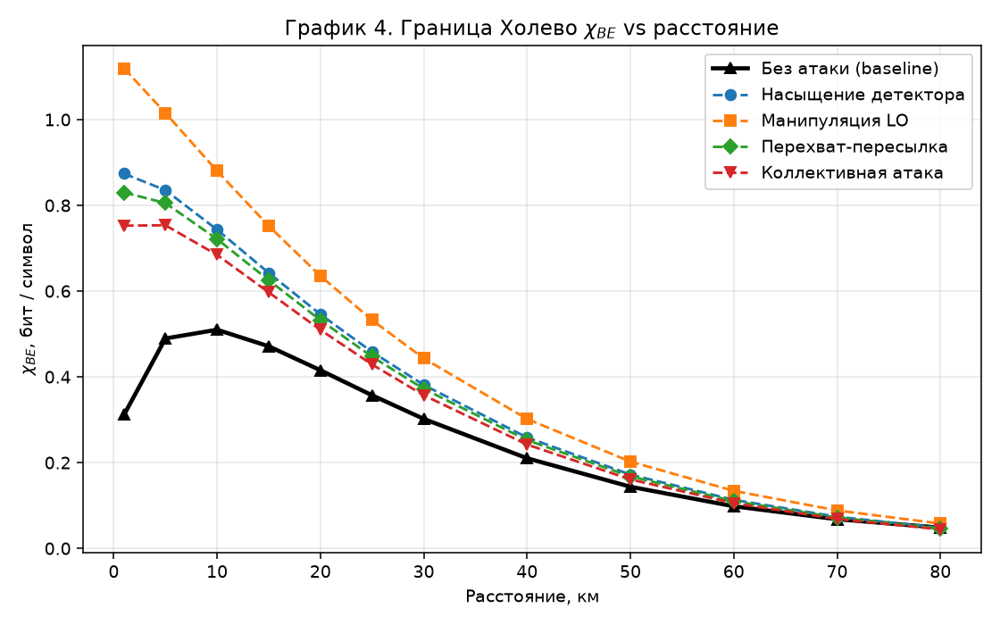 График 4. Граница Холево χBE vs расстояние
Без атаки (baseline)
Насыщение детектора
Манипуляция LO
Перехват-пересылка
Коллективная атака
χBE, бит / символ
1.0
0.8
0.6
0.4
0.2
0.0
0 10 20 30 40 50 60 70 80
Расстояние, км